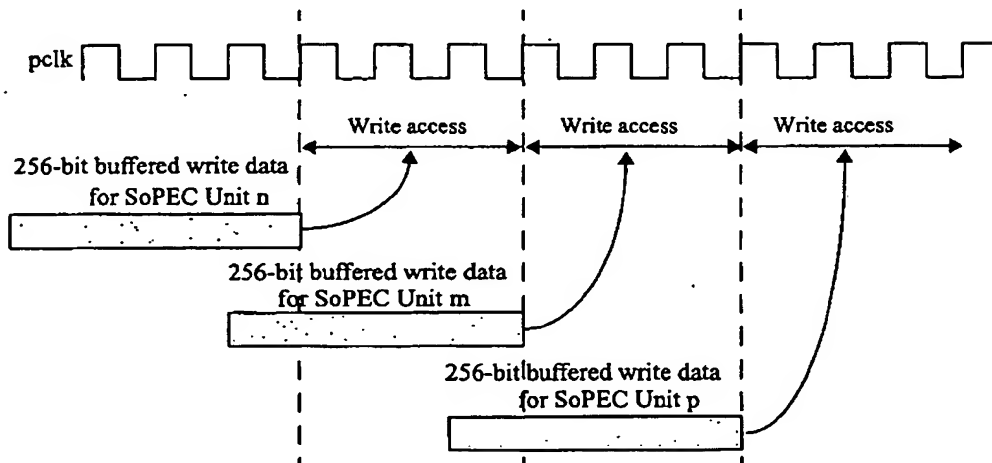 pclk
Write access
Write access
Write access
256-bit buffered write data
for SoPEC Unit n
256-bit buffered write data
for SoPEC Unit m
256-bit buffered write data
for SoPEC Unit p